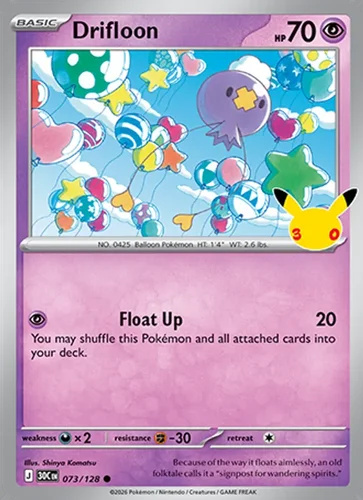 BASIC
Drifloon HP 70
NO. 0425 Balloon Pokémon HT: 1'4" WT: 2.6 lbs.
30
Float Up 20
You may shuffle this Pokémon and all attached cards into
your deck.
weakness ×2 resistance -30 retreat
Illus. Shinya Komatsu
J 30C EN 073/128
Because of the way it floats aimlessly, an old
folktale calls it a "signpost for wandering spirits."
©2026 Pokémon / Nintendo / Creatures / GAME FREAK